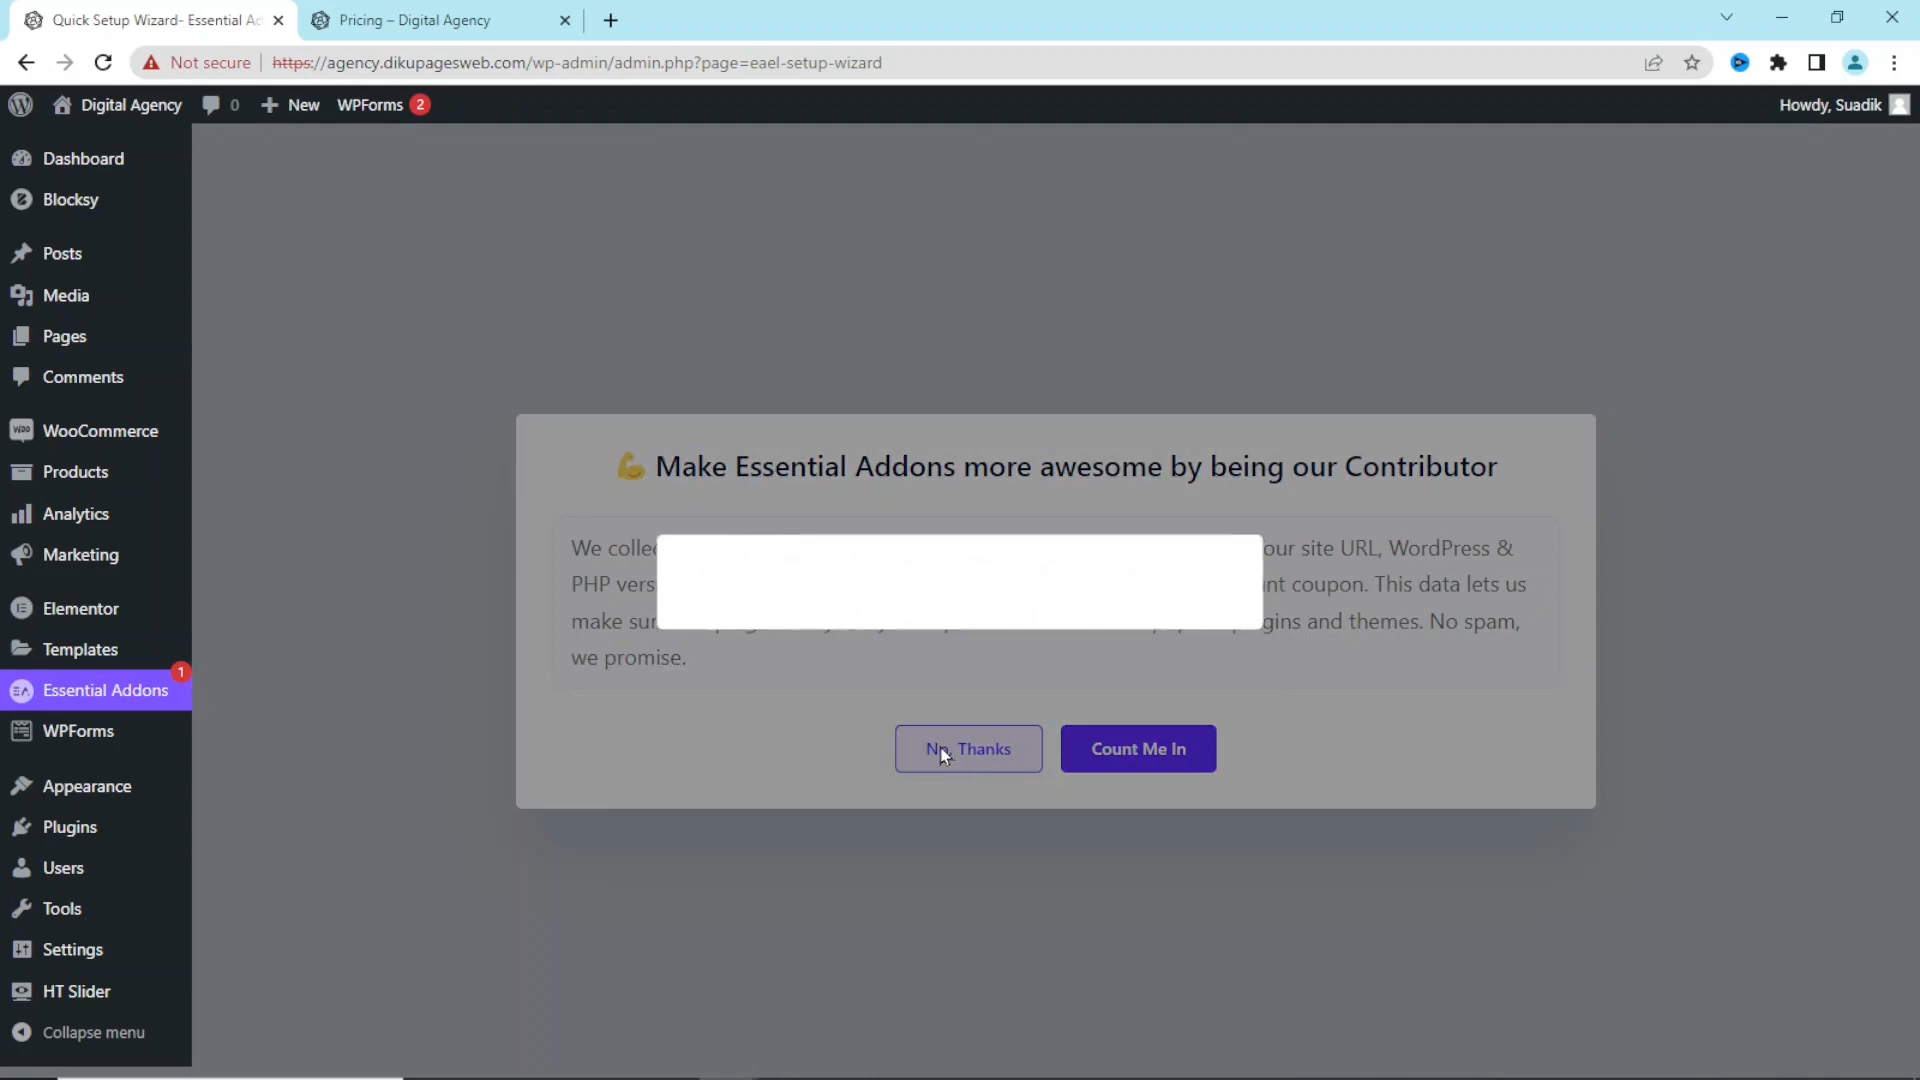 Quick Setup Wizard- Essential Ad
Pricing – Digital Agency
Not secure
https://agency.dikupagesweb.com/wp-admin/admin.php?page=eael-setup-wizard
Digital Agency
0
New
WPForms 2
Howdy, Suadik
Dashboard
Blocksy
Posts
Media
Pages
Comments
WooCommerce
Products
Analytics
Marketing
Elementor
Templates
1
Essential Addons
WPForms
Appearance
Plugins
Users
Tools
Settings
HT Slider
Collapse menu
Make Essential Addons more awesome by being our Contributor
We colle our site URL, WordPress &
PHP vers nt coupon. This data lets us
make sur gins and themes. No spam,
we promise.
No, Thanks
Count Me In